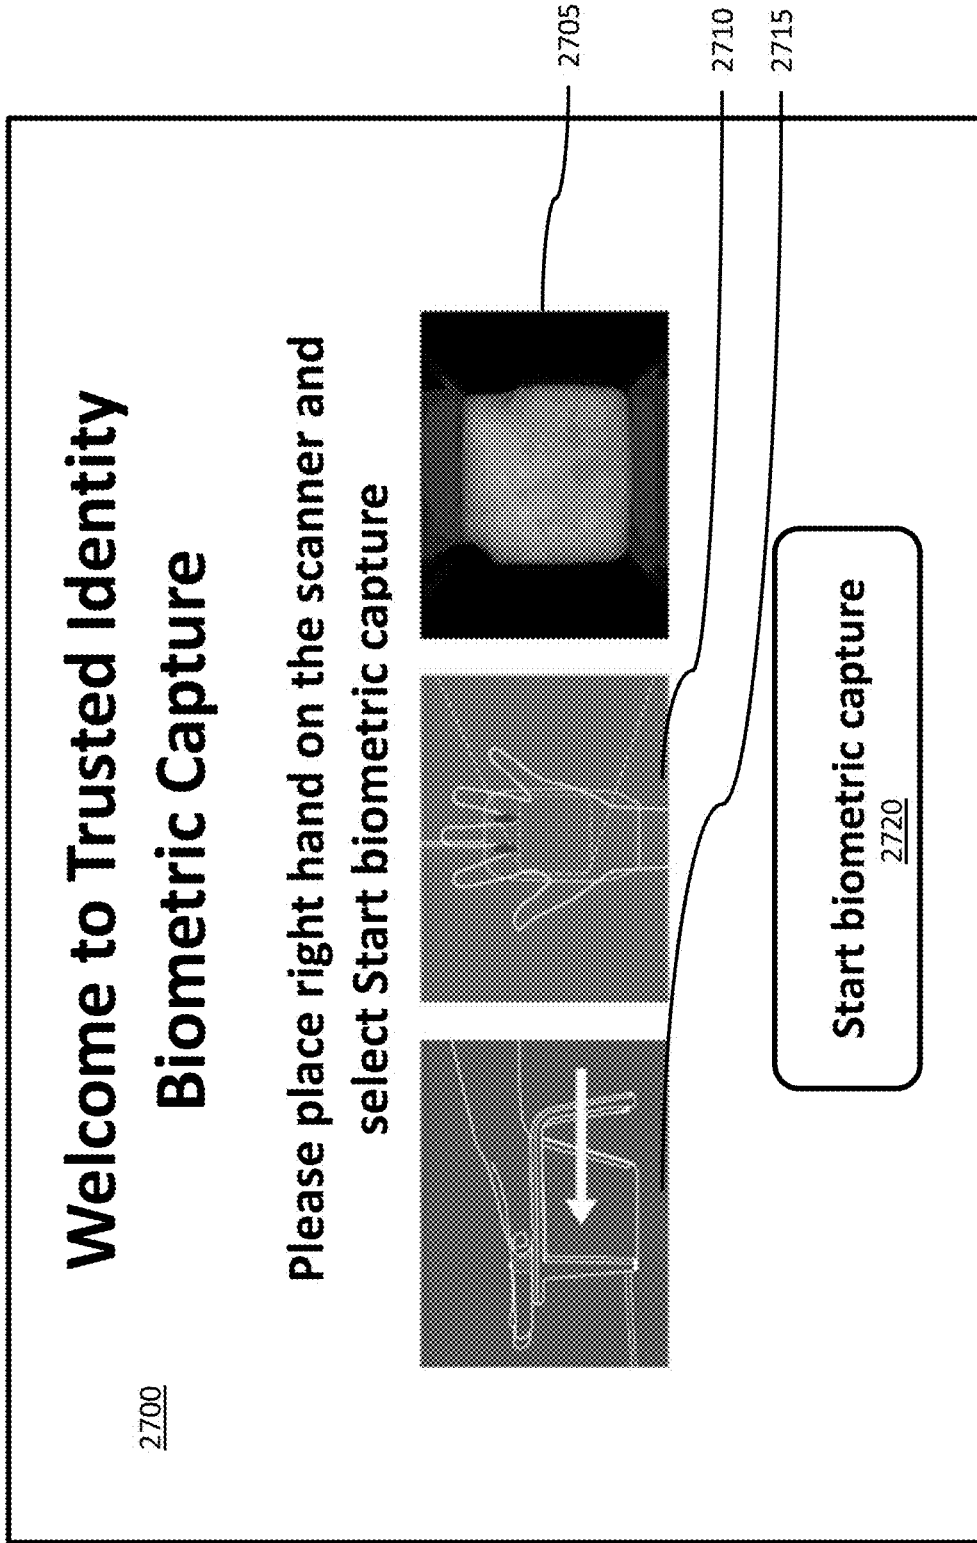 2700
Welcome to Trusted Identity
Biometric Capture
Please place right hand on the scanner and
select Start biometric capture
2705
2710
2715
Start biometric capture
2720